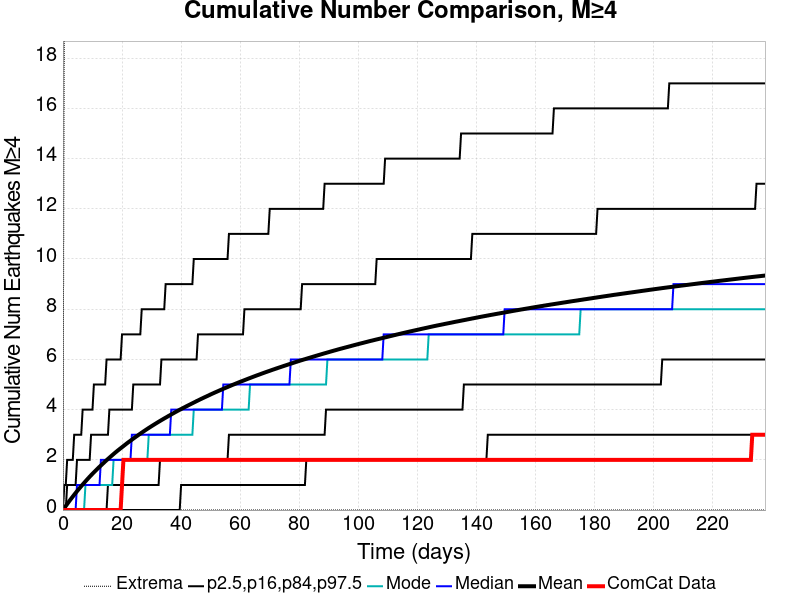 Cumulative Number Comparison, M≥4
Cumulative Num Earthquakes M≥4
18
16
14
12
10
8
6
4
2
0
0 20 40 60 80 100 120 140 160 180 200 220
Time (days)
Extrema p2.5,p16,p84,p97.5 Mode Median Mean ComCat Data